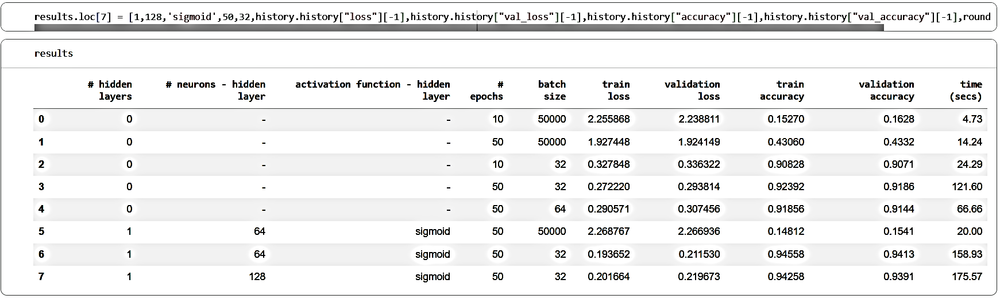 results.loc[7] = [1,128,'sigmoid',50,32,history.history["loss"][-1],history.history["val_loss"][-1],history.history["accuracy"][-1],history.history["val_accuracy"][-1],round
results
# hidden layers # neurons - hidden layer activation function - hidden layer # epochs batch size train loss validation loss train accuracy validation accuracy time (secs)
0 0 - - 10 50000 2.255868 2.238811 0.15270 0.1628 4.73
1 0 - - 50 50000 1.927448 1.924149 0.43060 0.4332 14.24
2 0 - - 10 32 0.327848 0.336322 0.90828 0.9071 24.29
3 0 - - 50 32 0.272220 0.293814 0.92392 0.9186 121.60
4 0 - - 50 64 0.290571 0.307456 0.91856 0.9144 66.66
5 1 64 sigmoid 50 50000 2.268767 2.266936 0.14812 0.1541 20.00
6 1 64 sigmoid 50 32 0.193652 0.211530 0.94558 0.9413 158.93
7 1 128 sigmoid 50 32 0.201664 0.219673 0.94258 0.9391 175.57